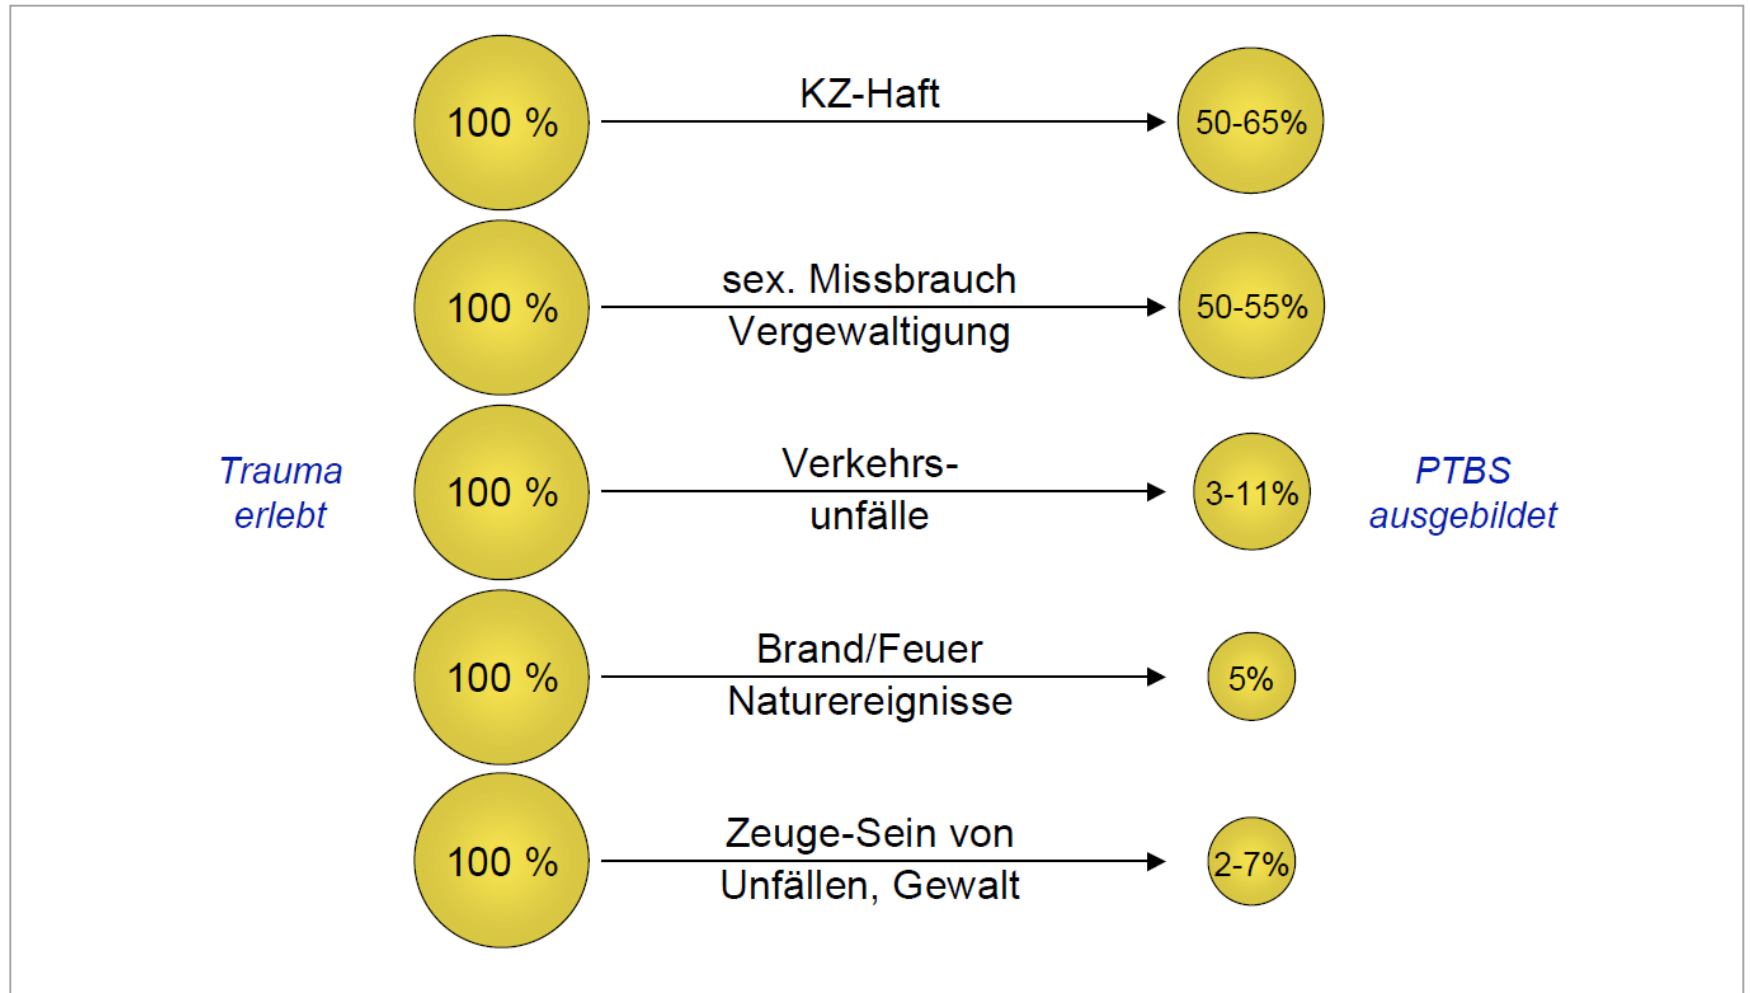 100 %
KZ-Haft
50-65%
100 %
sex. Missbrauch
Vergewaltigung
50-55%
Trauma
erlebt
100 %
Verkehrs-
unfälle
3-11%
PTBS
ausgebildet
100 %
Brand/Feuer
Naturereignisse
5%
100 %
Zeuge-Sein von
Unfällen, Gewalt
2-7%